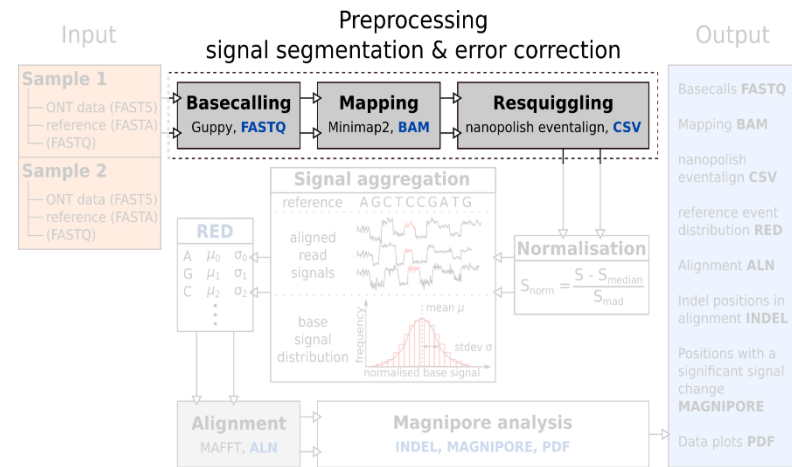 Preprocessing
signal segmentation & error correction
Input
Sample 1
ONT data (FAST5)
reference (FASTA)
(FASTQ)
Sample 2
ONT data (FAST5)
reference (FASTA)
(FASTQ)
Basecalling
Guppy, FASTQ
Mapping
Minimap2, BAM
Resquiggling
nanopolish eventalign, CSV
Signal aggregation
reference A G C T C C G A T G
aligned
read
signals
base
signal
distribution
frequency
mean μ
stdev σ
normalised base signal
Normalisation
S norm = S - S median
S mad
RED
A μ0 σ0
G μ1 σ1
C μ2 σ2
Alignment
MAFFT, ALN
Magnipore analysis
INDEL, MAGNIPORE, PDF
Output
Basecalls FASTQ
Mapping BAM
nanopolish
eventalign CSV
reference event
distribution RED
Alignment ALN
Indel positions in
alignment INDEL
Positions with a
significant signal
change
MAGNIPORE
Data plots PDF